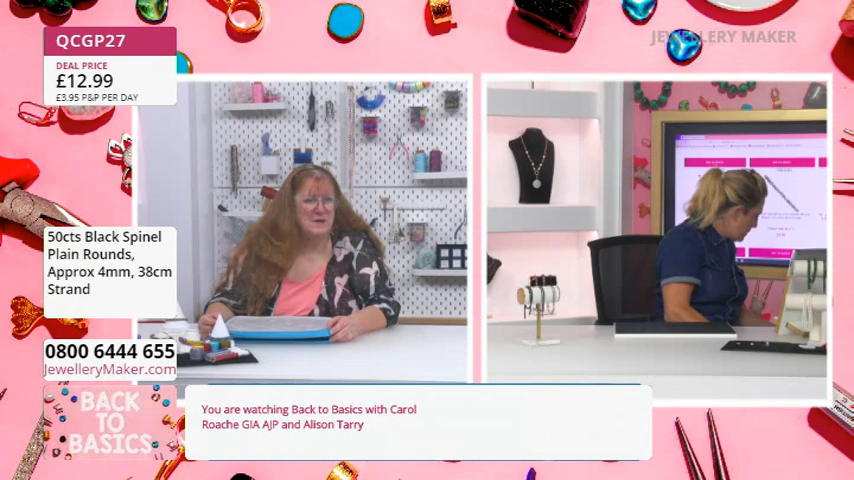 QCGP27
DEAL PRICE
£12.99
£3.95 P&P PER DAY
JEWELLERY MAKER
50cts Black Spinel
Plain Rounds,
Approx 4mm, 38cm
Strand
0800 6444 655
JewelleryMaker.com
BACK
TO
BASICS
You are watching Back to Basics with Carol
Roache GIA AJP and Alison Tarry